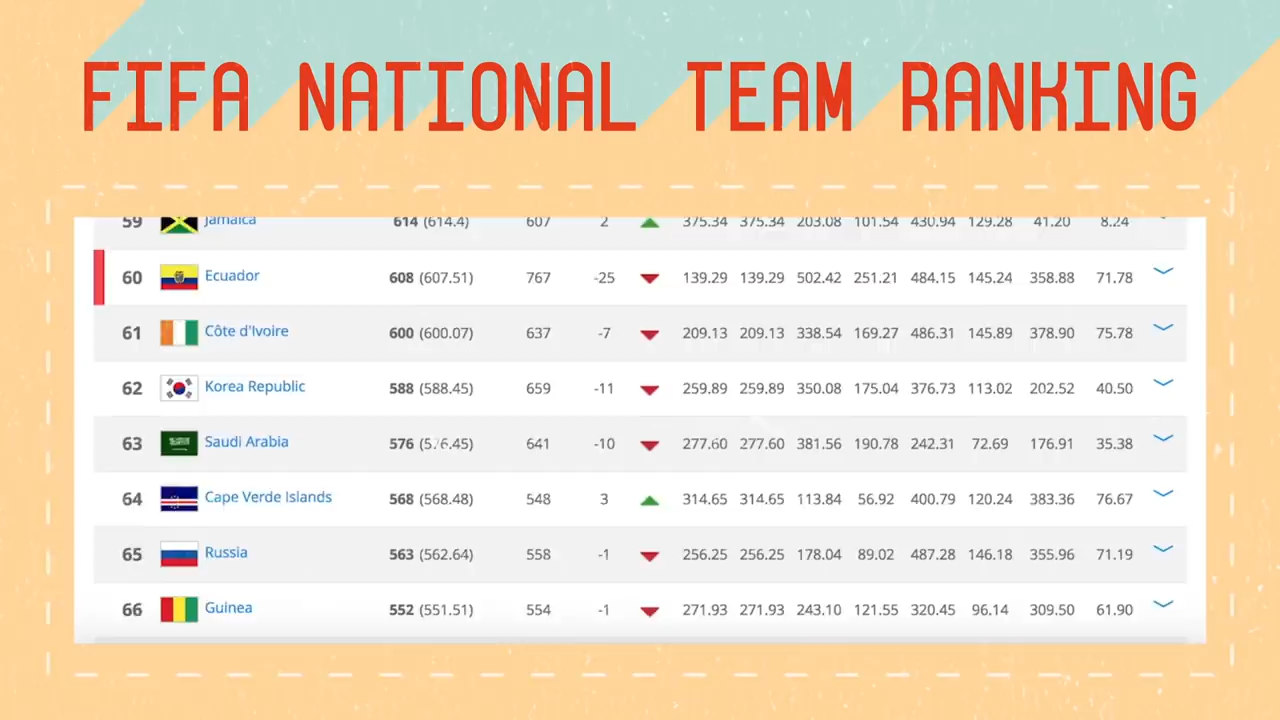 FIFA NATIONAL TEAM RANKING
59 Jamaica 614 (614.4) 607 2 375.34 375.34 203.08 101.54 430.94 129.28 41.20 8.24
60 Ecuador 608 (607.51) 767 -25 139.29 139.29 502.42 251.21 484.15 145.24 358.88 71.78
61 Côte d'Ivoire 600 (600.07) 637 -7 209.13 209.13 338.54 169.27 486.31 145.89 378.90 75.78
62 Korea Republic 588 (588.45) 659 -11 259.89 259.89 350.08 175.04 376.73 113.02 202.52 40.50
63 Saudi Arabia 576 (576.45) 641 -10 277.60 277.60 381.56 190.78 242.31 72.69 176.91 35.38
64 Cape Verde Islands 568 (568.48) 548 3 314.65 314.65 113.84 56.92 400.79 120.24 383.36 76.67
65 Russia 563 (562.64) 558 -1 256.25 256.25 178.04 89.02 487.28 146.18 355.96 71.19
66 Guinea 552 (551.51) 554 -1 271.93 271.93 243.10 121.55 320.45 96.14 309.50 61.90